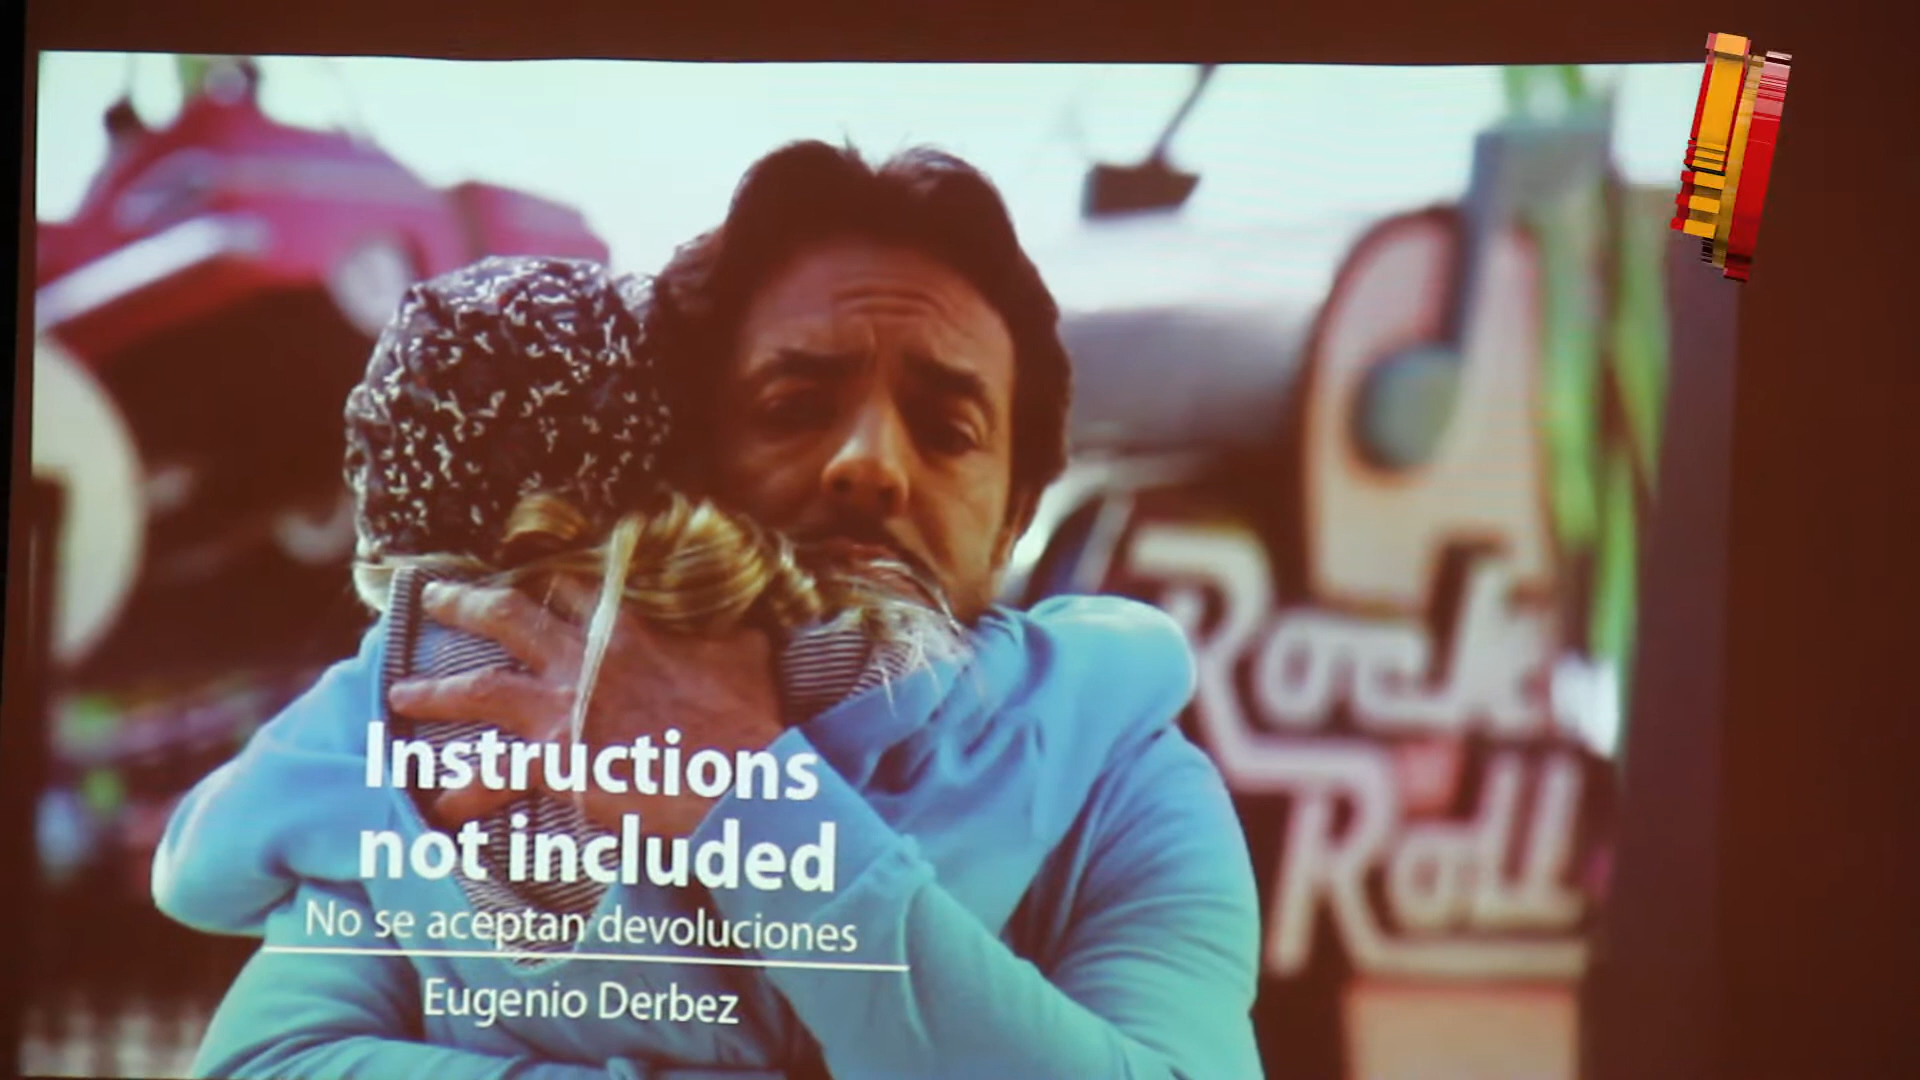 Rock
Roll
Instructions
not included
No se aceptan devoluciones
Eugenio Derbez